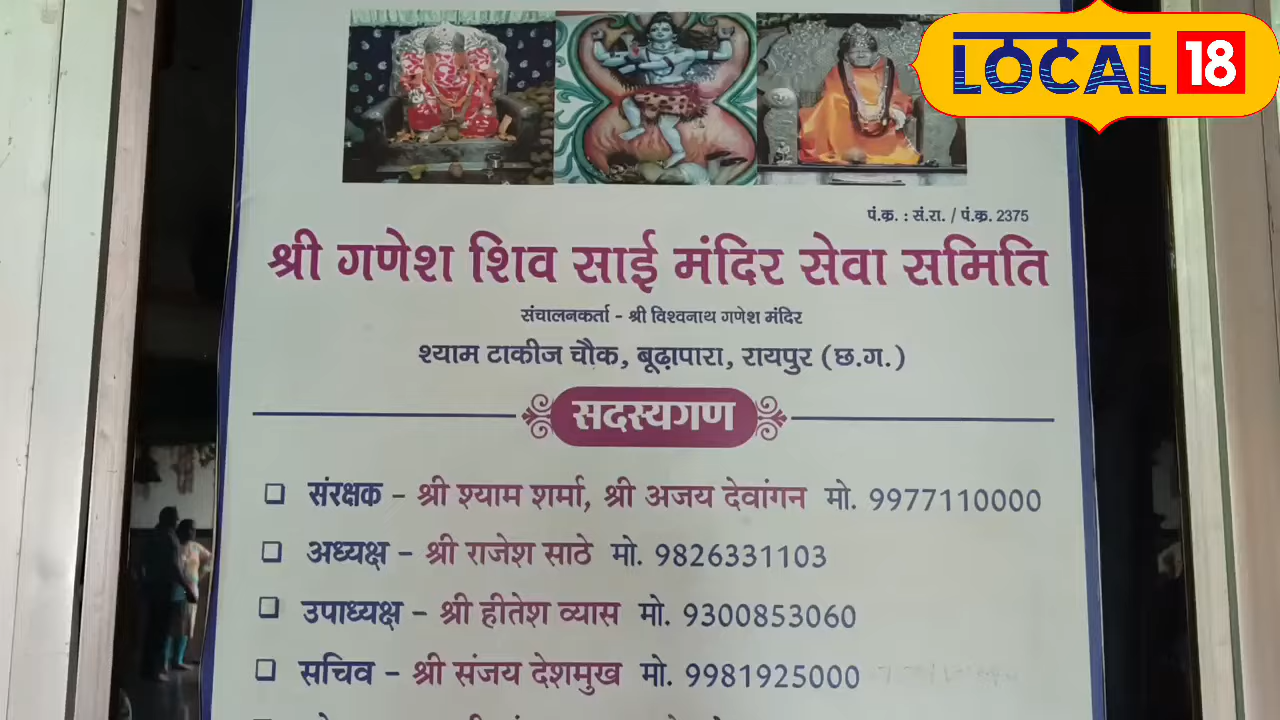 LOCAL 18
पं.क्र. : सं.रा. / पं.क्र. 2375
श्री गणेश शिव साई मंदिर सेवा समिति
संचालनकर्ता - श्री विश्वनाथ गणेश मंदिर
श्याम टाकीज चौक, बूढ़ापारा, रायपुर (छ.ग.)
सदस्यगण
संरक्षक - श्री श्याम शर्मा, श्री अजय देवांगन मो. 9977110000
अध्यक्ष - श्री राजेश साठे मो. 9826331103
उपाध्यक्ष - श्री हीतेश व्यास मो. 9300853060
सचिव - श्री संजय देशमुख मो. 9981925000